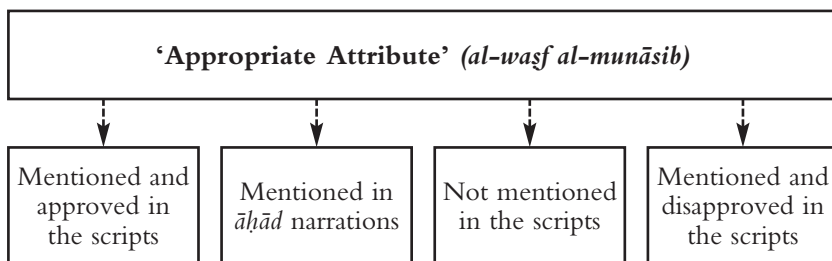 ‘Appropriate Attribute’ (al-waṣf al-munāsib)
Mentioned and
approved in
the scripts
Mentioned in
āḥād narrations
Not mentioned
in the scripts
Mentioned and
disapproved in
the scripts